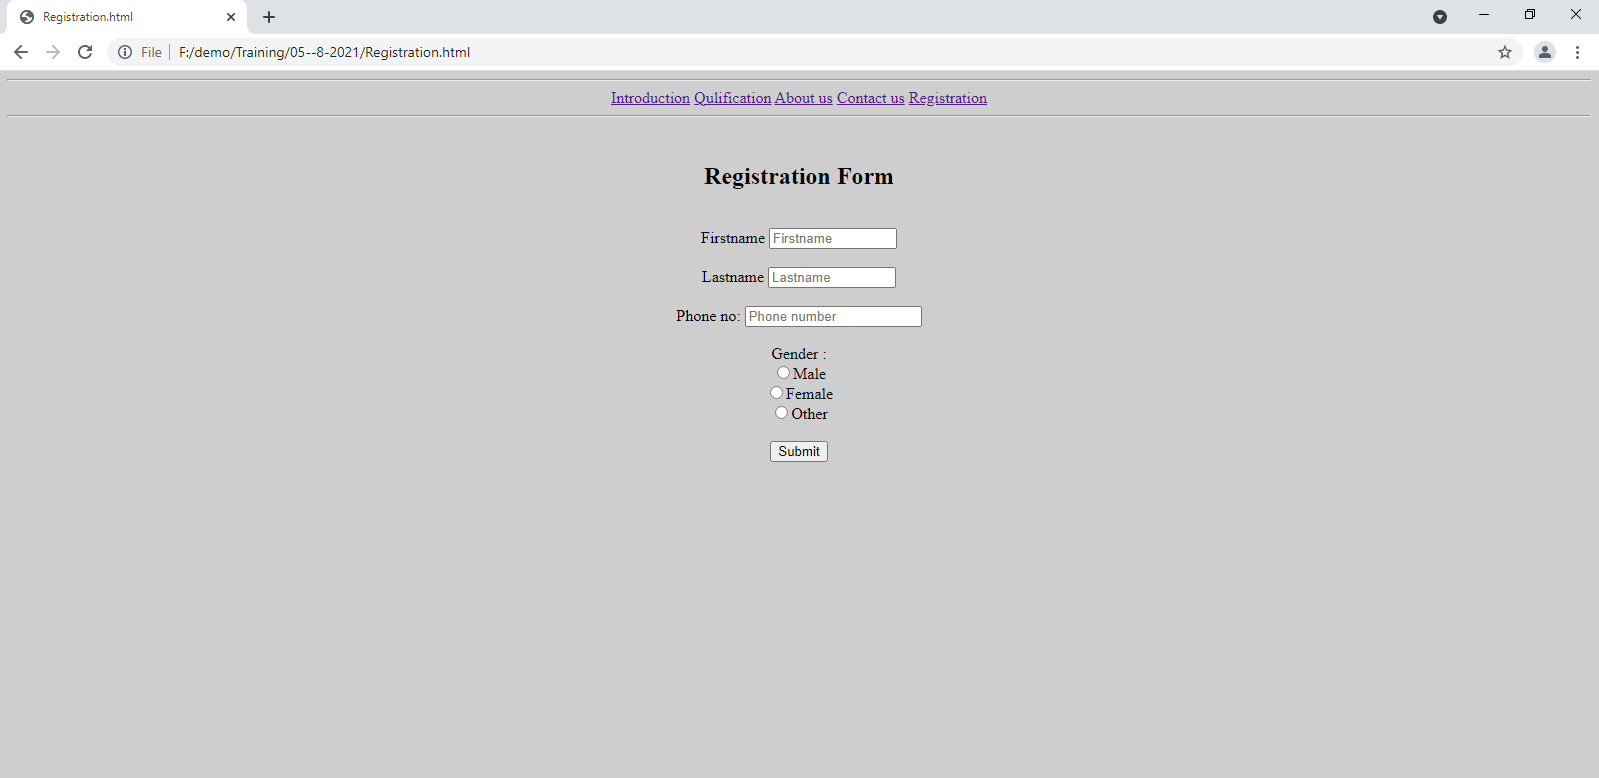 Registration.html
File F:/demo/Training/05--8-2021/Registration.html
Introduction Qulification About us Contact us Registration
Registration Form
Firstname Firstname
Lastname Lastname
Phone no: Phone number
Gender :
Male
Female
Other
Submit